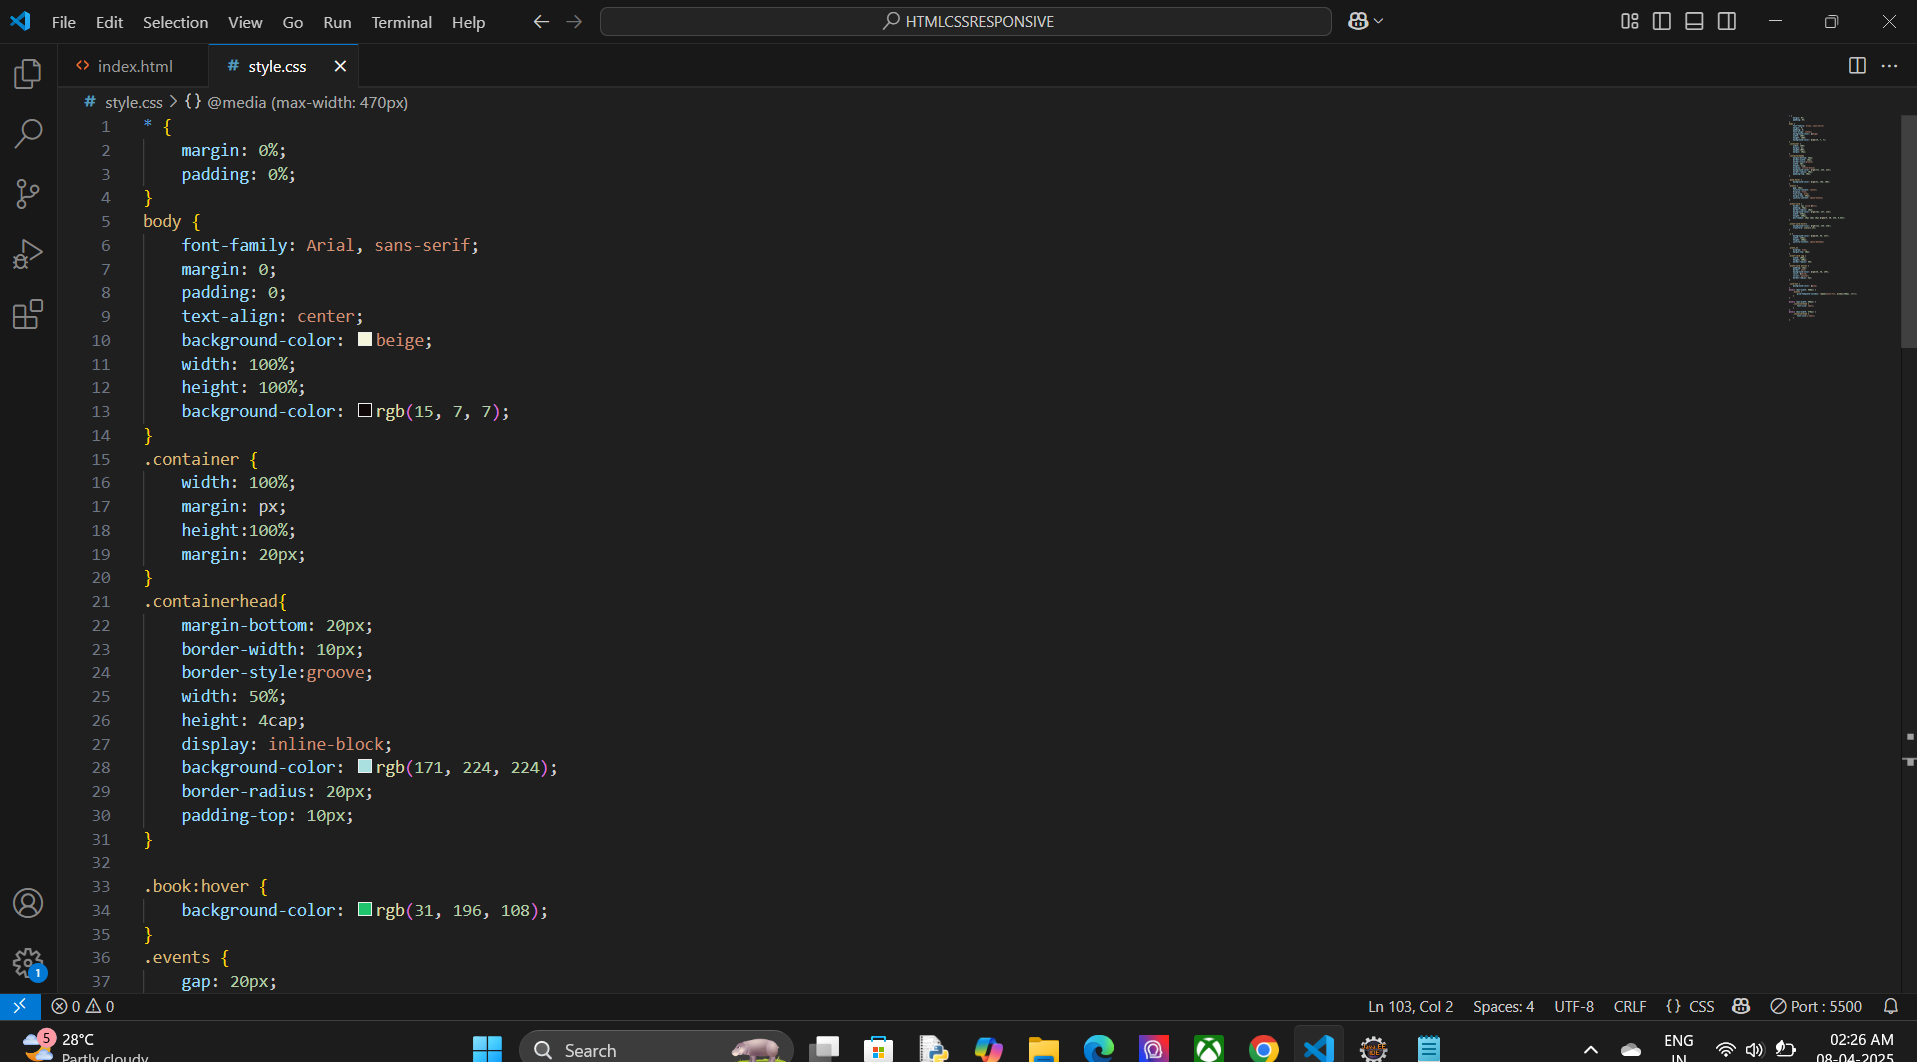 File Edit Selection View Go Run Terminal Help HTMLCSSRESPONSIVE
index.html # style.css
# style.css > {} @media (max-width: 470px)
1 * {
2 margin: 0%;
3 padding: 0%;
4 }
5 body {
6 font-family: Arial, sans-serif;
7 margin: 0;
8 padding: 0;
9 text-align: center;
10 background-color: beige;
11 width: 100%;
12 height: 100%;
13 background-color: rgb(15, 7, 7);
14 }
15 .container {
16 width: 100%;
17 margin: px;
18 height:100%;
19 margin: 20px;
20 }
21 .containerhead{
22 margin-bottom: 20px;
23 border-width: 10px;
24 border-style:groove;
25 width: 50%;
26 height: 4cap;
27 display: inline-block;
28 background-color: rgb(171, 224, 224);
29 border-radius: 20px;
30 padding-top: 10px;
31 }
32
33 .book:hover {
34 background-color: rgb(31, 196, 108);
35 }
36 .events {
37 gap: 20px;
1
0 0 Ln 103, Col 2 Spaces: 4 UTF-8 CRLF {} CSS Port : 5500
5 28°C
Partly cloudy
Search
ENG
IN
02:26 AM
08-04-2025